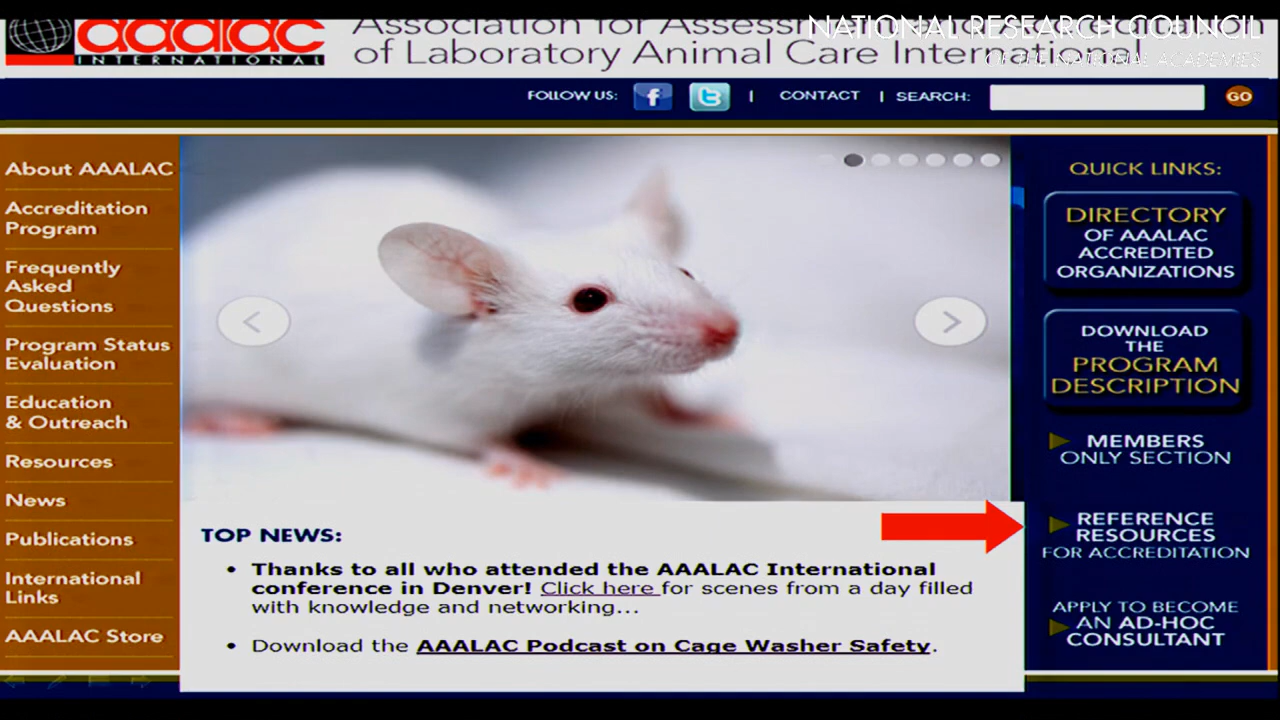 aaalac
INTERNATIONAL
Association for Assessment
of Laboratory Animal Care International
NATIONAL RESEARCH COUNCIL
OF THE NATIONAL ACADEMIES
FOLLOW US:
f
t
|
CONTACT
|
SEARCH:
GO
About AAALAC
Accreditation
Program
Frequently
Asked
Questions
Program Status
Evaluation
Education
& Outreach
Resources
News
Publications
International
Links
AAALAC Store
<
>
TOP NEWS:
• Thanks to all who attended the AAALAC International
conference in Denver! Click here for scenes from a day filled
with knowledge and networking...
• Download the AAALAC Podcast on Cage Washer Safety.
QUICK LINKS:
DIRECTORY
OF AAALAC
ACCREDITED
ORGANIZATIONS
DOWNLOAD
THE
PROGRAM
DESCRIPTION
MEMBERS
ONLY SECTION
REFERENCE
RESOURCES
FOR ACCREDITATION
APPLY TO BECOME
AN AD-HOC
CONSULTANT